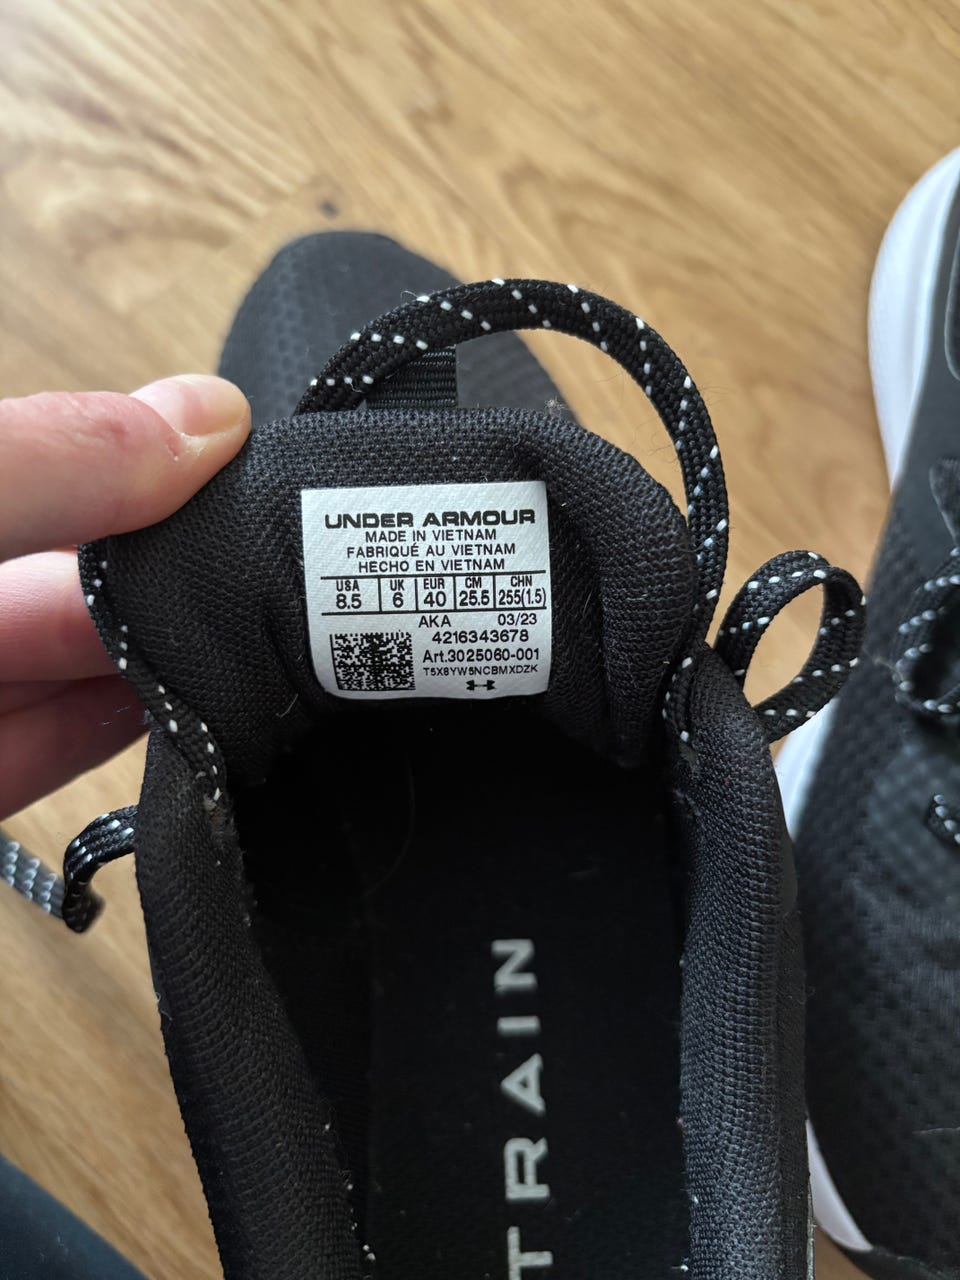 UNDER ARMOUR
MADE IN VIETNAM
FABRIQUÉ AU VIETNAM
HECHO EN VIETNAM
USA UK EUR CM CHN
8.5 6 40 25.5 255(1.5)
AKA 03/23
4216343678
Art.3025060-001
T5X8YW5NCBMXDZK
TRAIN